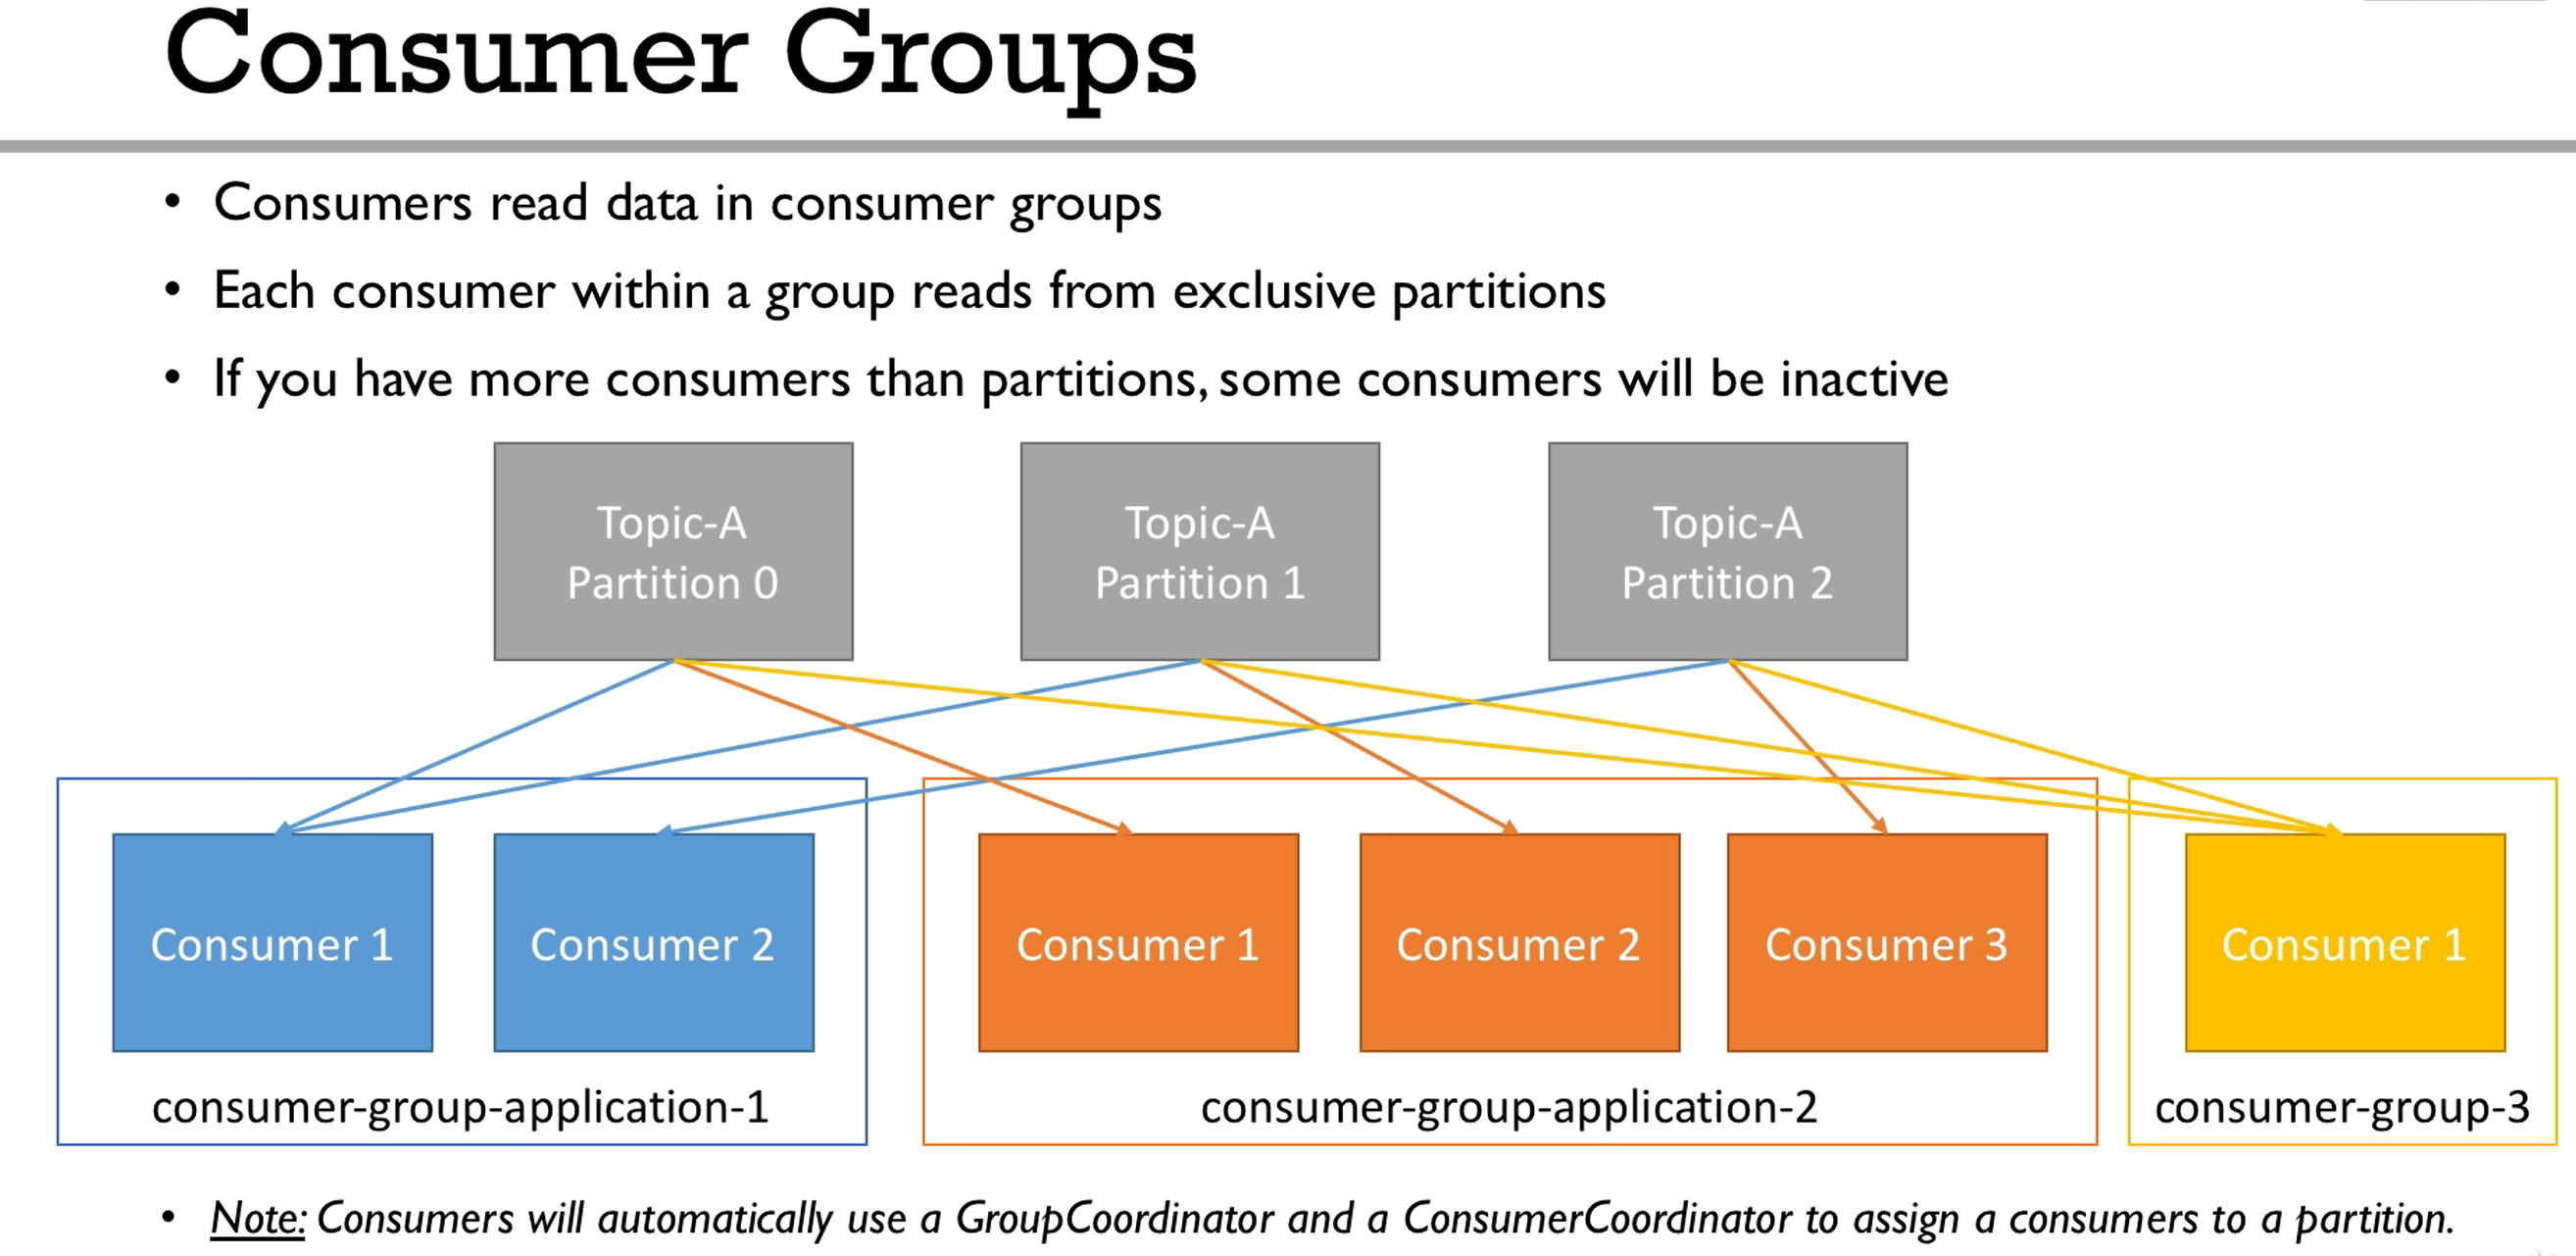 Consumer Groups
• Consumers read data in consumer groups
• Each consumer within a group reads from exclusive partitions
• If you have more consumers than partitions, some consumers will be inactive
Topic-A
Partition 0
Topic-A
Partition 1
Topic-A
Partition 2
Consumer 1
Consumer 2
consumer-group-application-1
Consumer 1
Consumer 2
Consumer 3
consumer-group-application-2
Consumer 1
consumer-group-3
• Note: Consumers will automatically use a GroupCoordinator and a ConsumerCoordinator to assign a consumers to a partition.